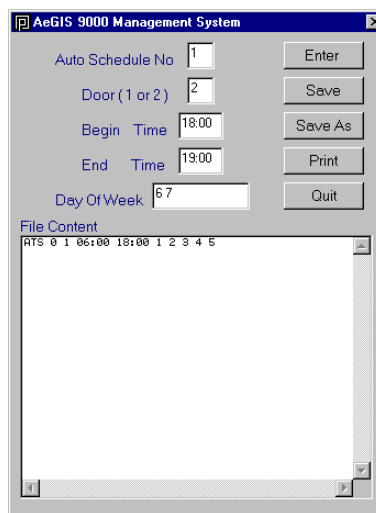 AeGIS 9000 Management System
Auto Schedule No 1 Enter
Door ( 1 or 2 ) 2 Save
Begin Time 18:00 Save As
End Time 19:00 Print
Day Of Week 6 7 Quit
File Content
ATS 0 1 06:00 18:00 1 2 3 4 5